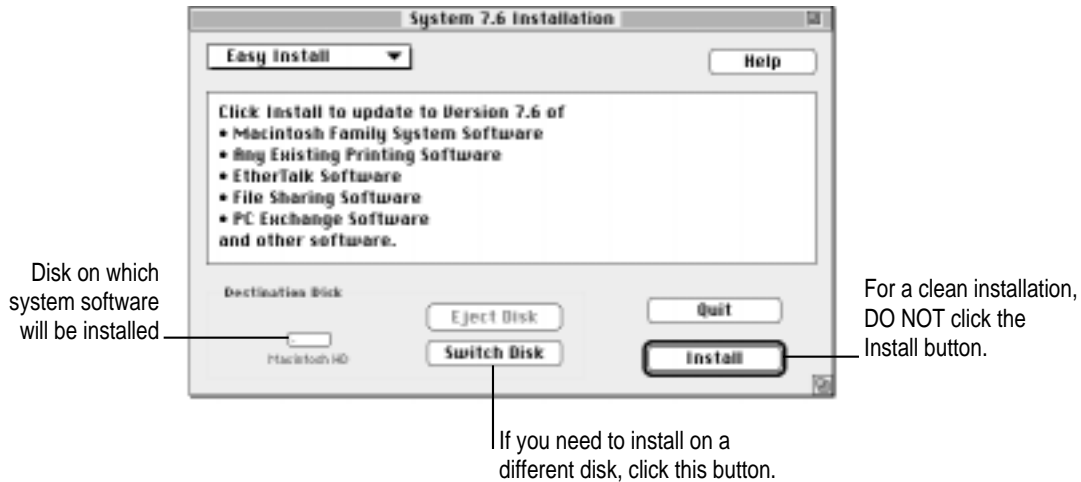 System 7.6 Installation
Easy Install
Help
Click Install to update to Version 7.6 of
• Macintosh Family System Software
• Any Existing Printing Software
• EtherTalk Software
• File Sharing Software
• PC Exchange Software
and other software.
Disk on which
system software
will be installed
Destination Disk
Macintosh HD
Eject Disk
Switch Disk
Quit
Install
For a clean installation,
DO NOT click the
Install button.
If you need to install on a
different disk, click this button.